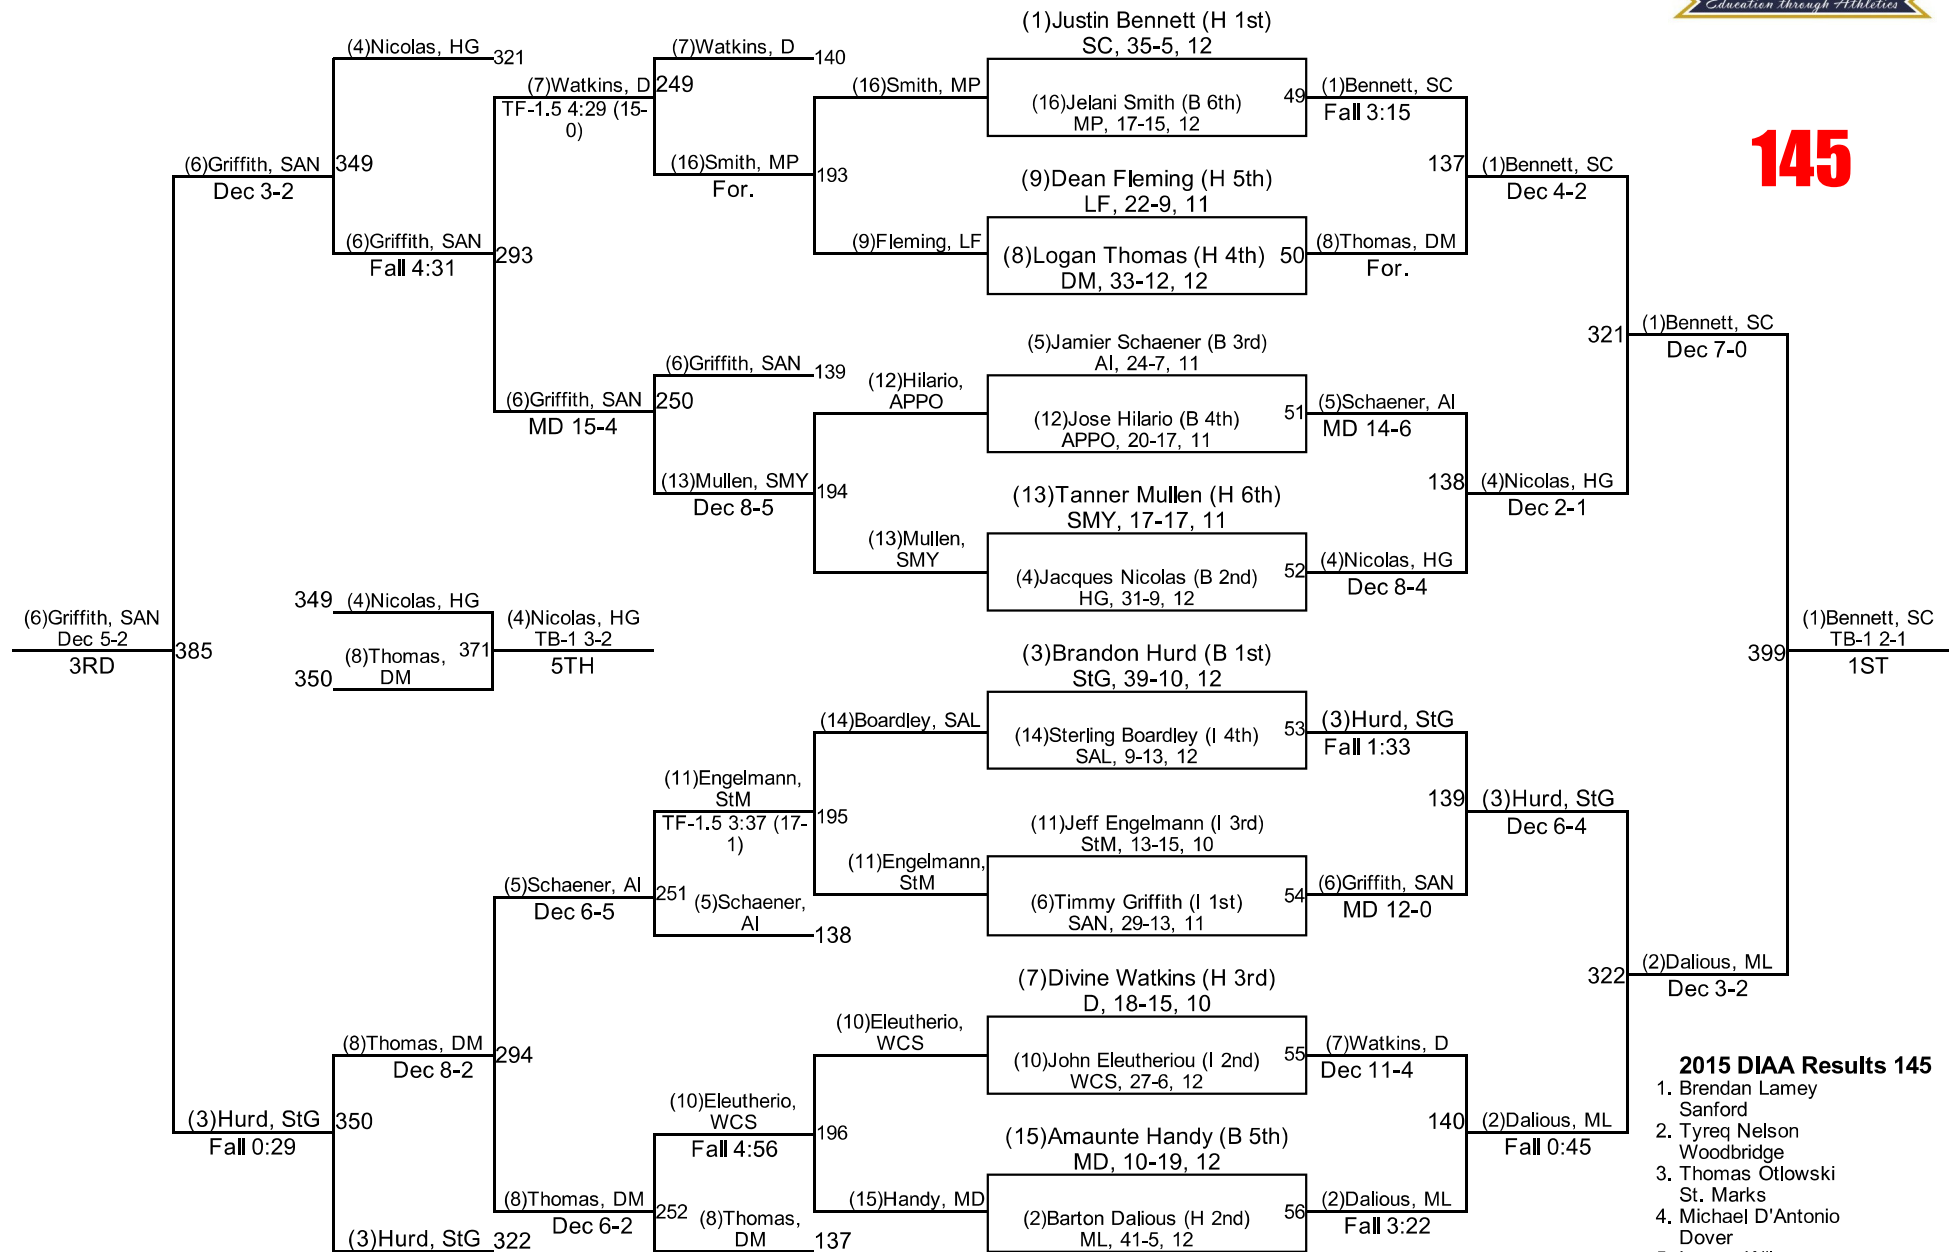 Education through Athletics
145
(4)Nicolas, HG
321
(6)Griffith, SAN
Dec 3-2
349
(6)Griffith, SAN
Fall 4:31
(7)Watkins, D
TF-1.5 4:29 (15-
0)
293
(6)Griffith, SAN
MD 15-4
(7)Watkins, D
140
249
(16)Smith, MP
For.
193
(6)Griffith, SAN
139
250
(13)Mullen, SMY
Dec 8-5
194
(16)Smith, MP
(9)Fleming, LF
(12)Hilario,
APPO
(13)Mullen,
SMY
(1)Justin Bennett (H 1st)
SC, 35-5, 12
(16)Jelani Smith (B 6th)
MP, 17-15, 12
49
(9)Dean Fleming (H 5th)
LF, 22-9, 11
(8)Logan Thomas (H 4th)
DM, 33-12, 12
50
(5)Jamier Schaener (B 3rd)
AI, 24-7, 11
(12)Jose Hilario (B 4th)
APPO, 20-17, 11
51
(13)Tanner Mullen (H 6th)
SMY, 17-17, 11
(4)Jacques Nicolas (B 2nd)
HG, 31-9, 12
52
(1)Bennett, SC
Fall 3:15
137
(8)Thomas, DM
For.
(5)Schaener, AI
MD 14-6
138
(4)Nicolas, HG
Dec 8-4
(1)Bennett, SC
Dec 4-2
321
(4)Nicolas, HG
Dec 2-1
(1)Bennett, SC
Dec 7-0
(6)Griffith, SAN
Dec 5-2
3RD
385
349
(4)Nicolas, HG
350
(8)Thomas,
DM
371
(4)Nicolas, HG
TB-1 3-2
5TH
399
(1)Bennett, SC
TB-1 2-1
1ST
(3)Brandon Hurd (B 1st)
StG, 39-10, 12
(14)Sterling Boardley (I 4th)
SAL, 9-13, 12
53
(11)Jeff Engelmann (I 3rd)
StM, 13-15, 10
(6)Timmy Griffith (I 1st)
SAN, 29-13, 11
54
(7)Divine Watkins (H 3rd)
D, 18-15, 10
(10)John Eleutheriou (I 2nd)
WCS, 27-6, 12
55
(15)Amaunte Handy (B 5th)
MD, 10-19, 12
(2)Barton Dalious (H 2nd)
ML, 41-5, 12
56
(14)Boardley, SAL
(11)Engelmann,
StM
(10)Eleutherio,
WCS
(15)Handy, MD
(11)Engelmann,
StM
TF-1.5 3:37 (17-
1)
195
(5)Schaener,
AI
138
251
(5)Schaener, AI
Dec 6-5
(10)Eleutherio,
WCS
Fall 4:56
196
(8)Thomas,
DM
137
252
(8)Thomas, DM
Dec 6-2
294
(8)Thomas, DM
Dec 8-2
350
(3)Hurd, StG
322
(3)Hurd, StG
Fall 0:29
(3)Hurd, StG
Fall 1:33
139
(6)Griffith, SAN
MD 12-0
(7)Watkins, D
Dec 11-4
140
(2)Dalious, ML
Fall 3:22
(3)Hurd, StG
Dec 6-4
322
(2)Dalious, ML
Fall 0:45
(2)Dalious, ML
Dec 3-2
2015 DIAA Results 145
1. Brendan Lamey
Sanford
2. Tyreq Nelson
Woodbridge
3. Thomas Otlowski
St. Marks
4. Michael D'Antonio
Dover